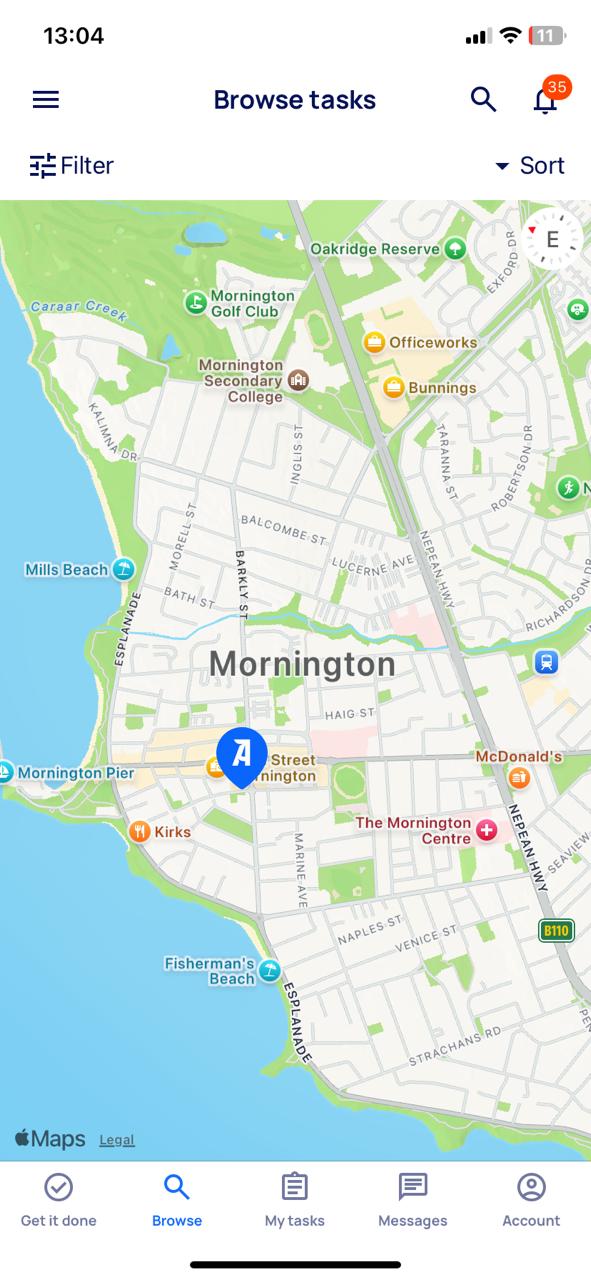 13:04
11
Browse tasks
35
Filter
Sort
E
Oakridge Reserve
EXFORD DR
Caraar Creek
Mornington
Golf Club
Officeworks
Mornington
Secondary
College
Bunnings
KALIMNA DR
INGLIS ST
TARANNA ST
ROBERTSON DR
N
MORELL ST
BALCOMBE ST
NEPEAN HWY
Mills Beach
BARKLY ST
LUCERNE AVE
BATH ST
RICHARDSON DR
ESPLANADE
Mornington
HAIG ST
Street
rnington
McDonald's
Mornington Pier
Kirks
The Mornington
Centre
NEPEAN HWY
SEAVIEW
MARINE AVE
NAPLES ST
VENICE ST
B110
Fisherman's
Beach
ESPLANADE
STRACHANS RD
PEN
Maps
Legal
Get it done
Browse
My tasks
Messages
Account